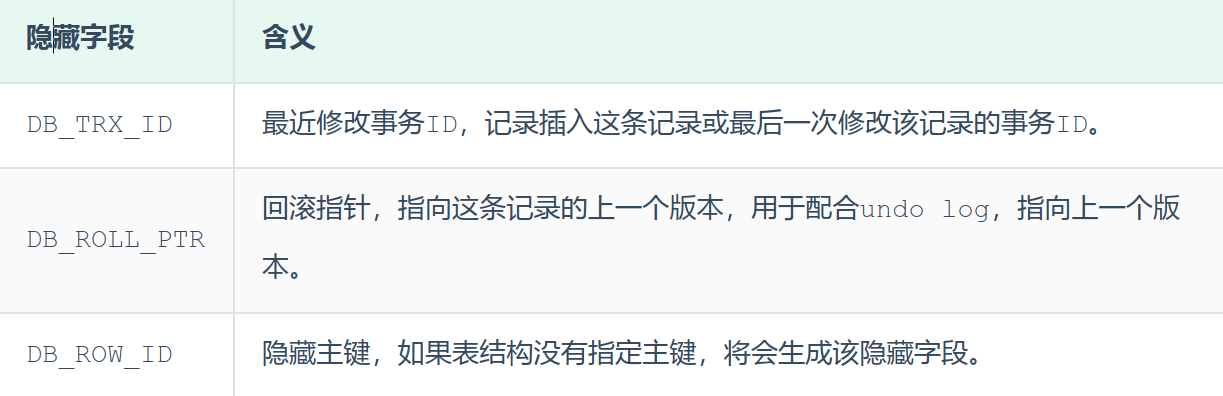 隐藏字段 含义
DB_TRX_ID 最近修改事务ID，记录插入这条记录或最后一次修改该记录的事务ID。
DB_ROLL_PTR 回滚指针，指向这条记录的上一个版本，用于配合undo log，指向上一个版
本。
DB_ROW_ID 隐藏主键，如果表结构没有指定主键，将会生成该隐藏字段。